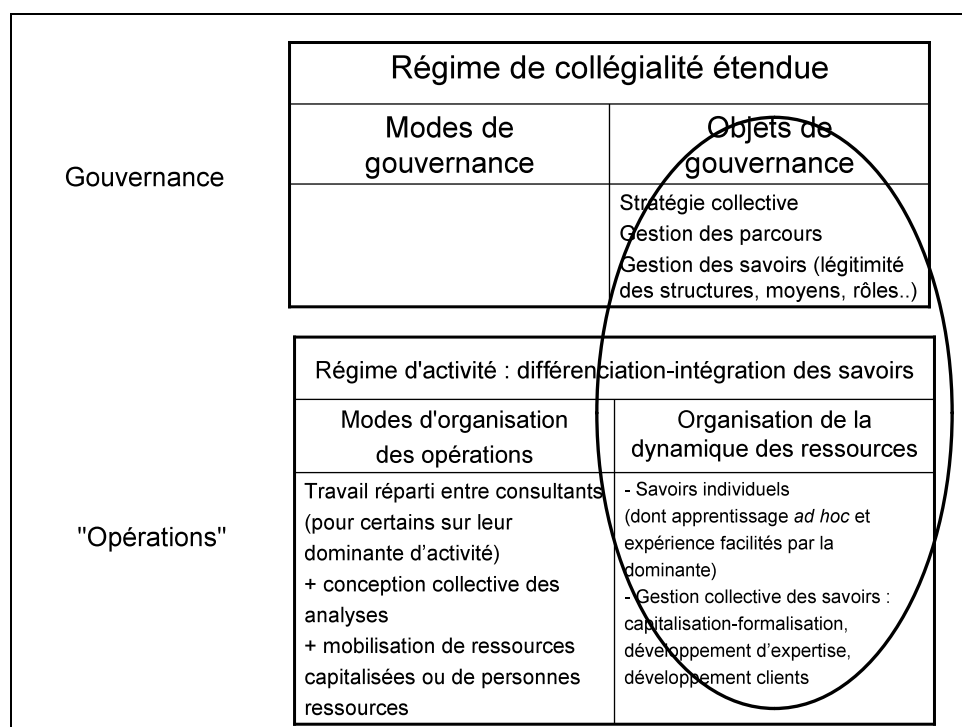 Régime de collégialité étendue
Modes de
gouvernance
Objets de
gouvernance
Gouvernance
Stratégie collective
Gestion des parcours
Gestion des savoirs (légitimité
des structures, moyens, rôles..)
Régime d'activité : différenciation-intégration des savoirs
Modes d'organisation
des opérations
Organisation de la
dynamique des ressources
"Opérations"
Travail réparti entre consultants
(pour certains sur leur
dominante d’activité)
+ conception collective des
analyses
+ mobilisation de ressources
capitalisées ou de personnes
ressources
- Savoirs individuels
(dont apprentissage ad hoc et
expérience facilités par la
dominante)
- Gestion collective des savoirs :
capitalisation-formalisation,
développement d’expertise,
développement clients